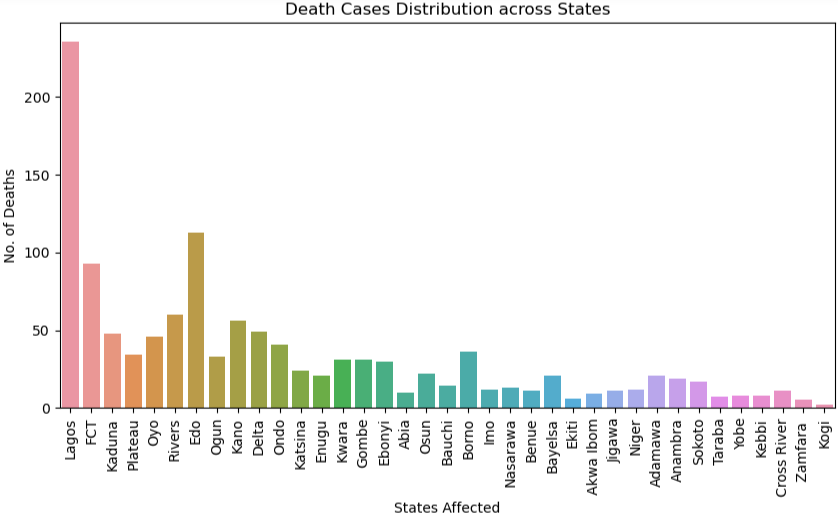 Death Cases Distribution across States
No. of Deaths
200
150
100
50
0
Lagos
FCT
Kaduna
Plateau
Oyo
Rivers
Edo
Ogun
Kano
Delta
Ondo
Katsina
Enugu
Kwara
Gombe
Ebonyi
Abia
Osun
Bauchi
Borno
Imo
Nasarawa
Benue
Bayelsa
Ekiti
Akwa Ibom
Jigawa
Niger
Adamawa
Anambra
Sokoto
Taraba
Yobe
Kebbi
Cross River
Zamfara
Kogi
States Affected